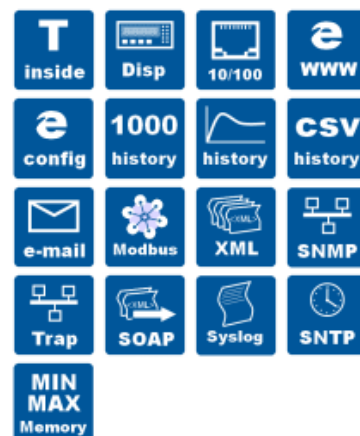 T
inside
Disp
10/100
e
www
e
config
1000
history
history
csv
history
e-mail
Modbus
<XML>
XML
SNMP
Trap
<XML>
SOAP
Syslog
SNTP
MIN
MAX
Memory